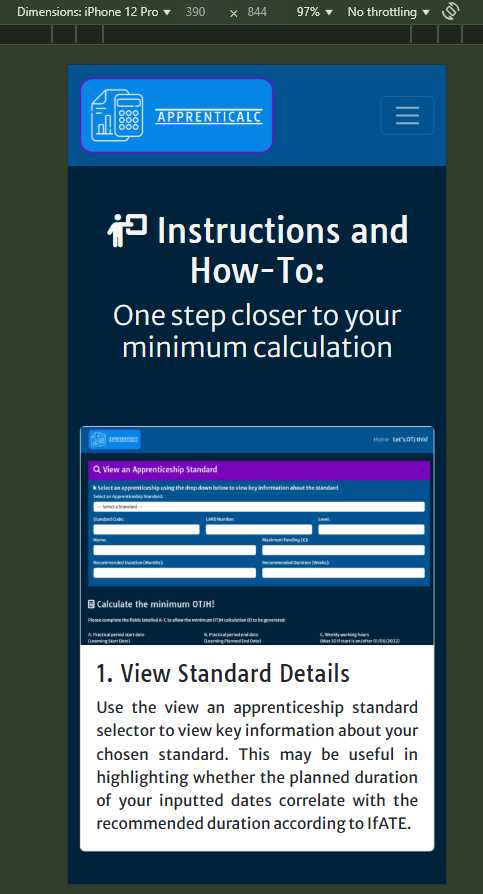 Dimensions: iPhone 12 Pro ▼ 390 x 844 97% ▼ No throttling ▼
APPRENTICALC
Instructions and
How-To:
One step closer to your
minimum calculation
APPRENTICALC Home Let's OTJ this!
View an Apprenticeship Standard
Select an apprenticeship using the drop down below to view key information about the standard
Select an Apprenticeship Standard:
-- Select a Standard --
Standard Code: LARS Number: Level:
Name: Maximum Funding (£):
Recommended Duration (Months): Recommended Duration (Weeks):
Calculate the minimum OTJH!
Please complete the fields labelled A-C to allow the minimum OTJH calculation (E) to be generated:
A. Practical period start date B. Practical period end date C. Weekly working hours
(Learning Start Date) (Learning Planned End Date) (Max 30 if start is on/after 01/08/2022)
1. View Standard Details
Use the view an apprenticeship standard
selector to view key information about your
chosen standard. This may be useful in
highlighting whether the planned duration
of your inputted dates correlate with the
recommended duration according to IfATE.